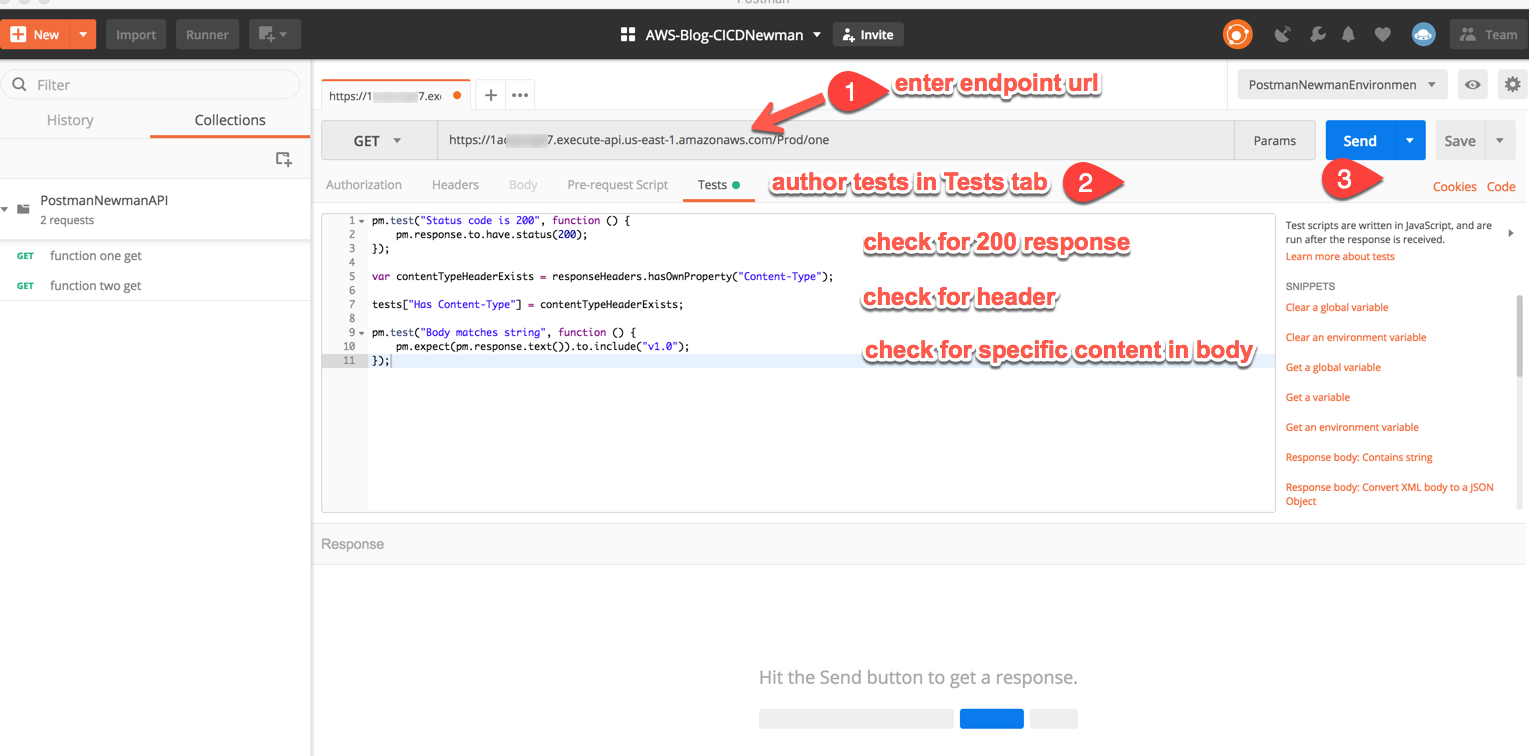 Postman
New
Import
Runner
AWS-Blog-CICDNewman
Invite
Team
Filter
History
Collections
PostmanNewmanAPI
2 requests
GET function one get
GET function two get
https://1 7.exe
1
enter endpoint url
PostmanNewmanEnvironmen
GET
https://1a 7.execute-api.us-east-1.amazonaws.com/Prod/one
Params
Send
Save
Authorization
Headers
Body
Pre-request Script
Tests
author tests in Tests tab
2
3
Cookies
Code
1 pm.test("Status code is 200", function () {
2 pm.response.to.have.status(200);
3 });
4
5 var contentTypeHeaderExists = responseHeaders.hasOwnProperty("Content-Type");
6
7 tests["Has Content-Type"] = contentTypeHeaderExists;
8
9 pm.test("Body matches string", function () {
10 pm.expect(pm.response.text()).to.include("v1.0");
11 });
check for 200 response
check for header
check for specific content in body
Test scripts are written in JavaScript, and are
run after the response is received.
Learn more about tests
SNIPPETS
Clear a global variable
Clear an environment variable
Get a global variable
Get a variable
Get an environment variable
Response body: Contains string
Response body: Convert XML body to a JSON
Object
Response
Hit the Send button to get a response.